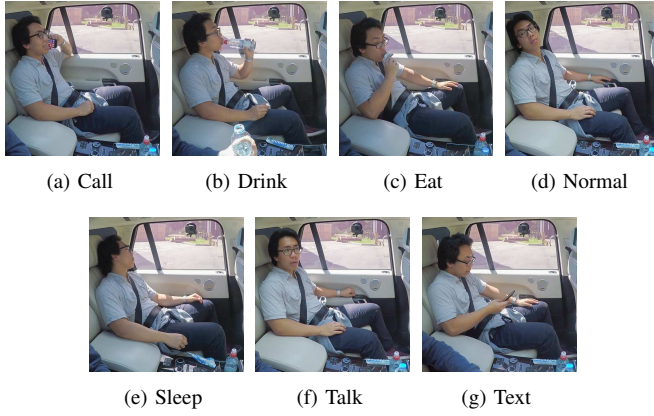 (a) Call
(b) Drink
(c) Eat
(d) Normal
(e) Sleep
(f) Talk
(g) Text